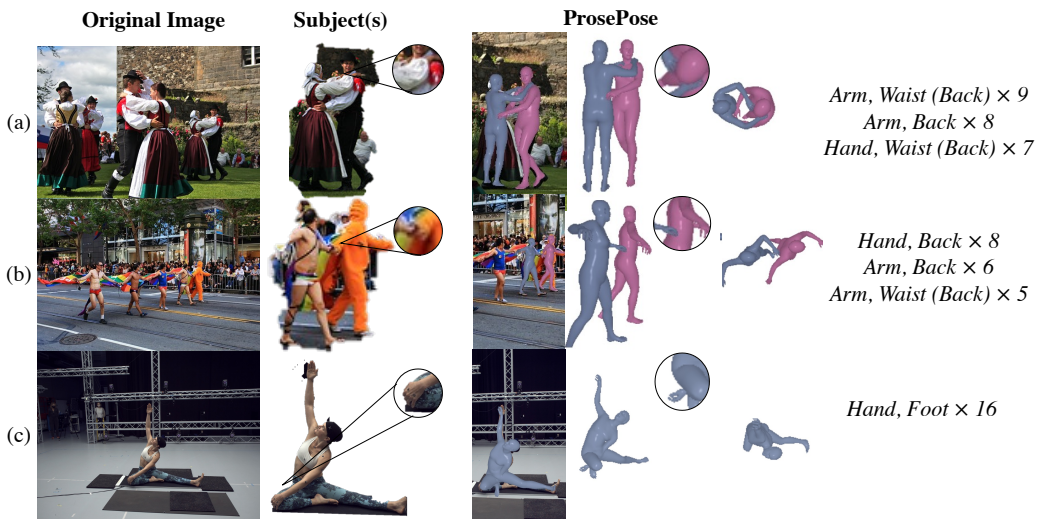 Original Image Subject(s) ProsePose
(a)
Arm, Waist (Back) × 9
Arm, Back × 8
Hand, Waist (Back) × 7
(b)
Hand, Back × 8
Arm, Back × 6
Arm, Waist (Back) × 5
(c)
Hand, Foot × 16